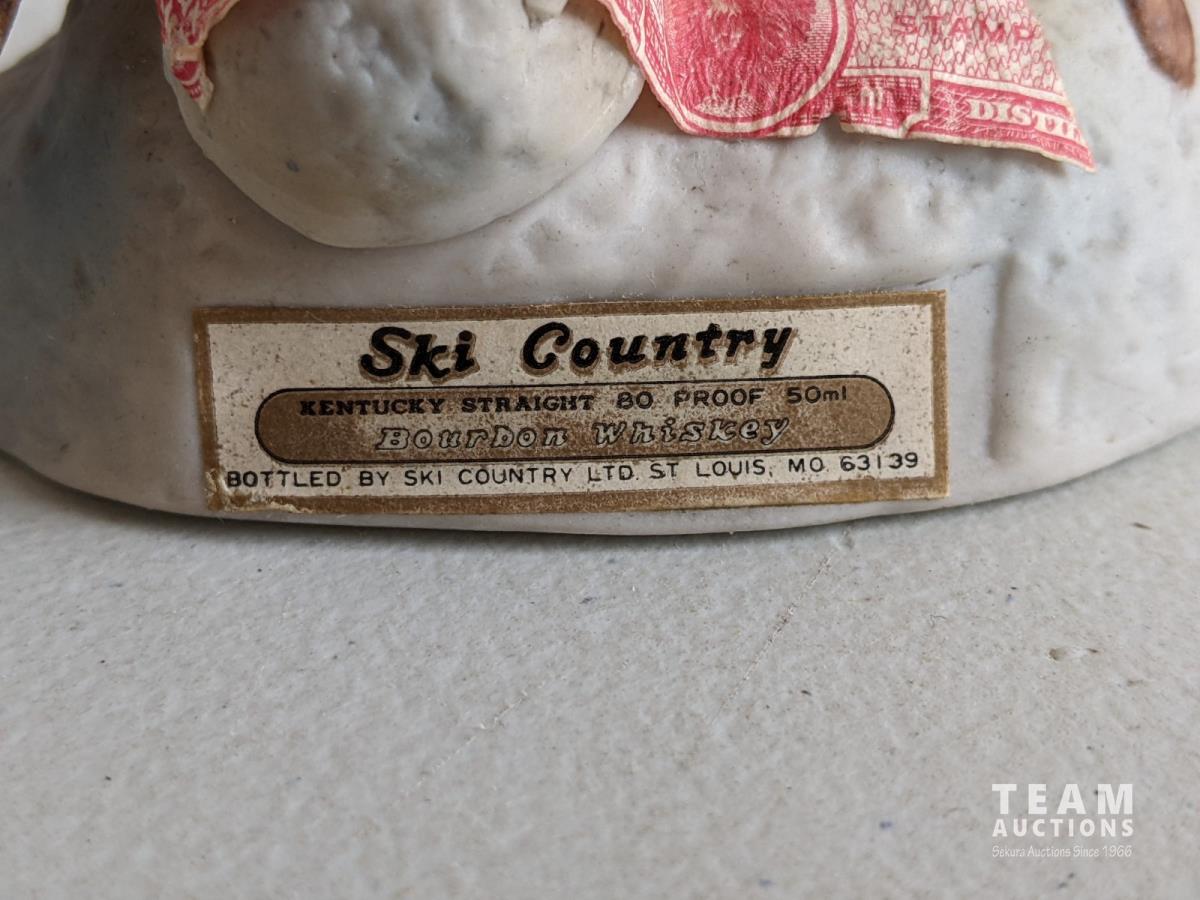 STAMP
DISTIL
Ski Country
KENTUCKY STRAIGHT 80 PROOF 50ml
Bourbon Whiskey
BOTTLED BY SKI COUNTRY LTD. ST LOUIS, MO 63139
TEAM
AUCTIONS
Sekura Auctions Since 1966